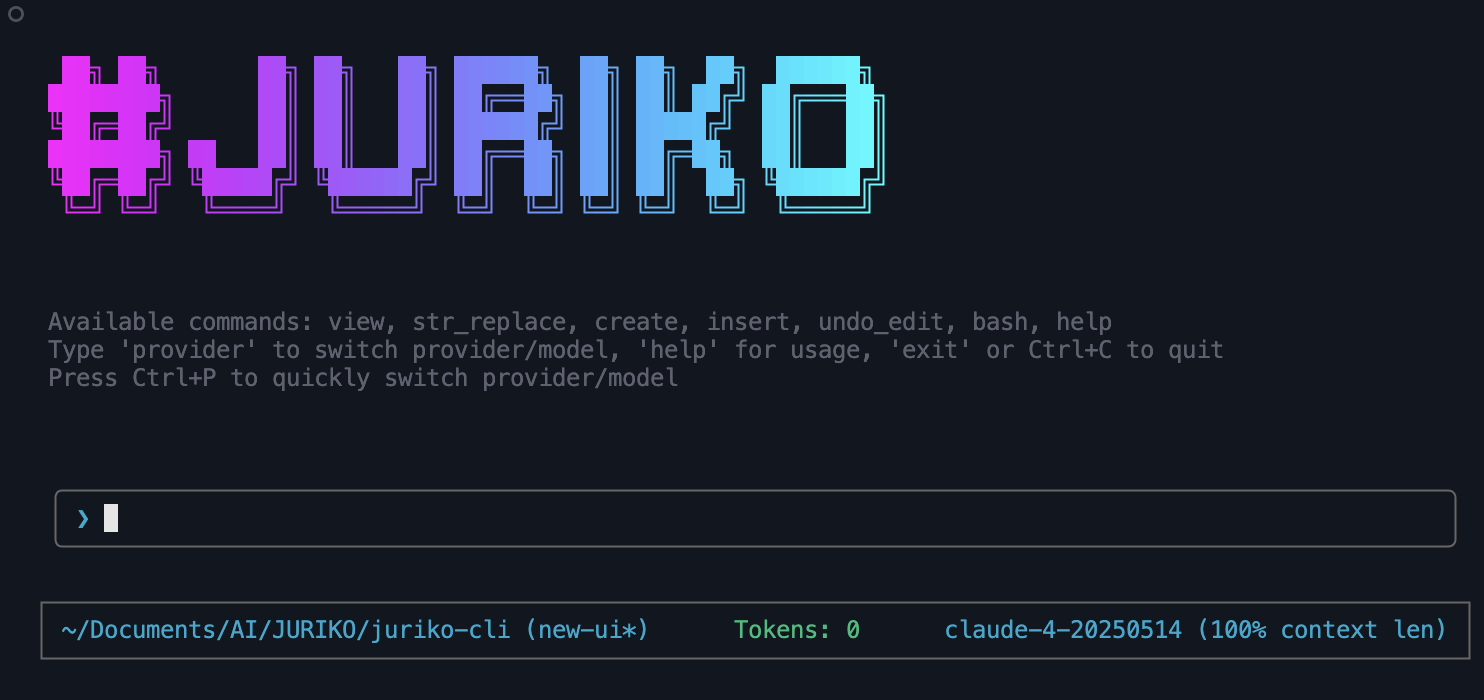 #JURIKO
Available commands: view, str_replace, create, insert, undo_edit, bash, help
Type 'provider' to switch provider/model, 'help' for usage, 'exit' or Ctrl+C to quit
Press Ctrl+P to quickly switch provider/model
❯
~/Documents/AI/JURIKO/juriko-cli (new-ui*) Tokens: 0 claude-4-20250514 (100% context len)